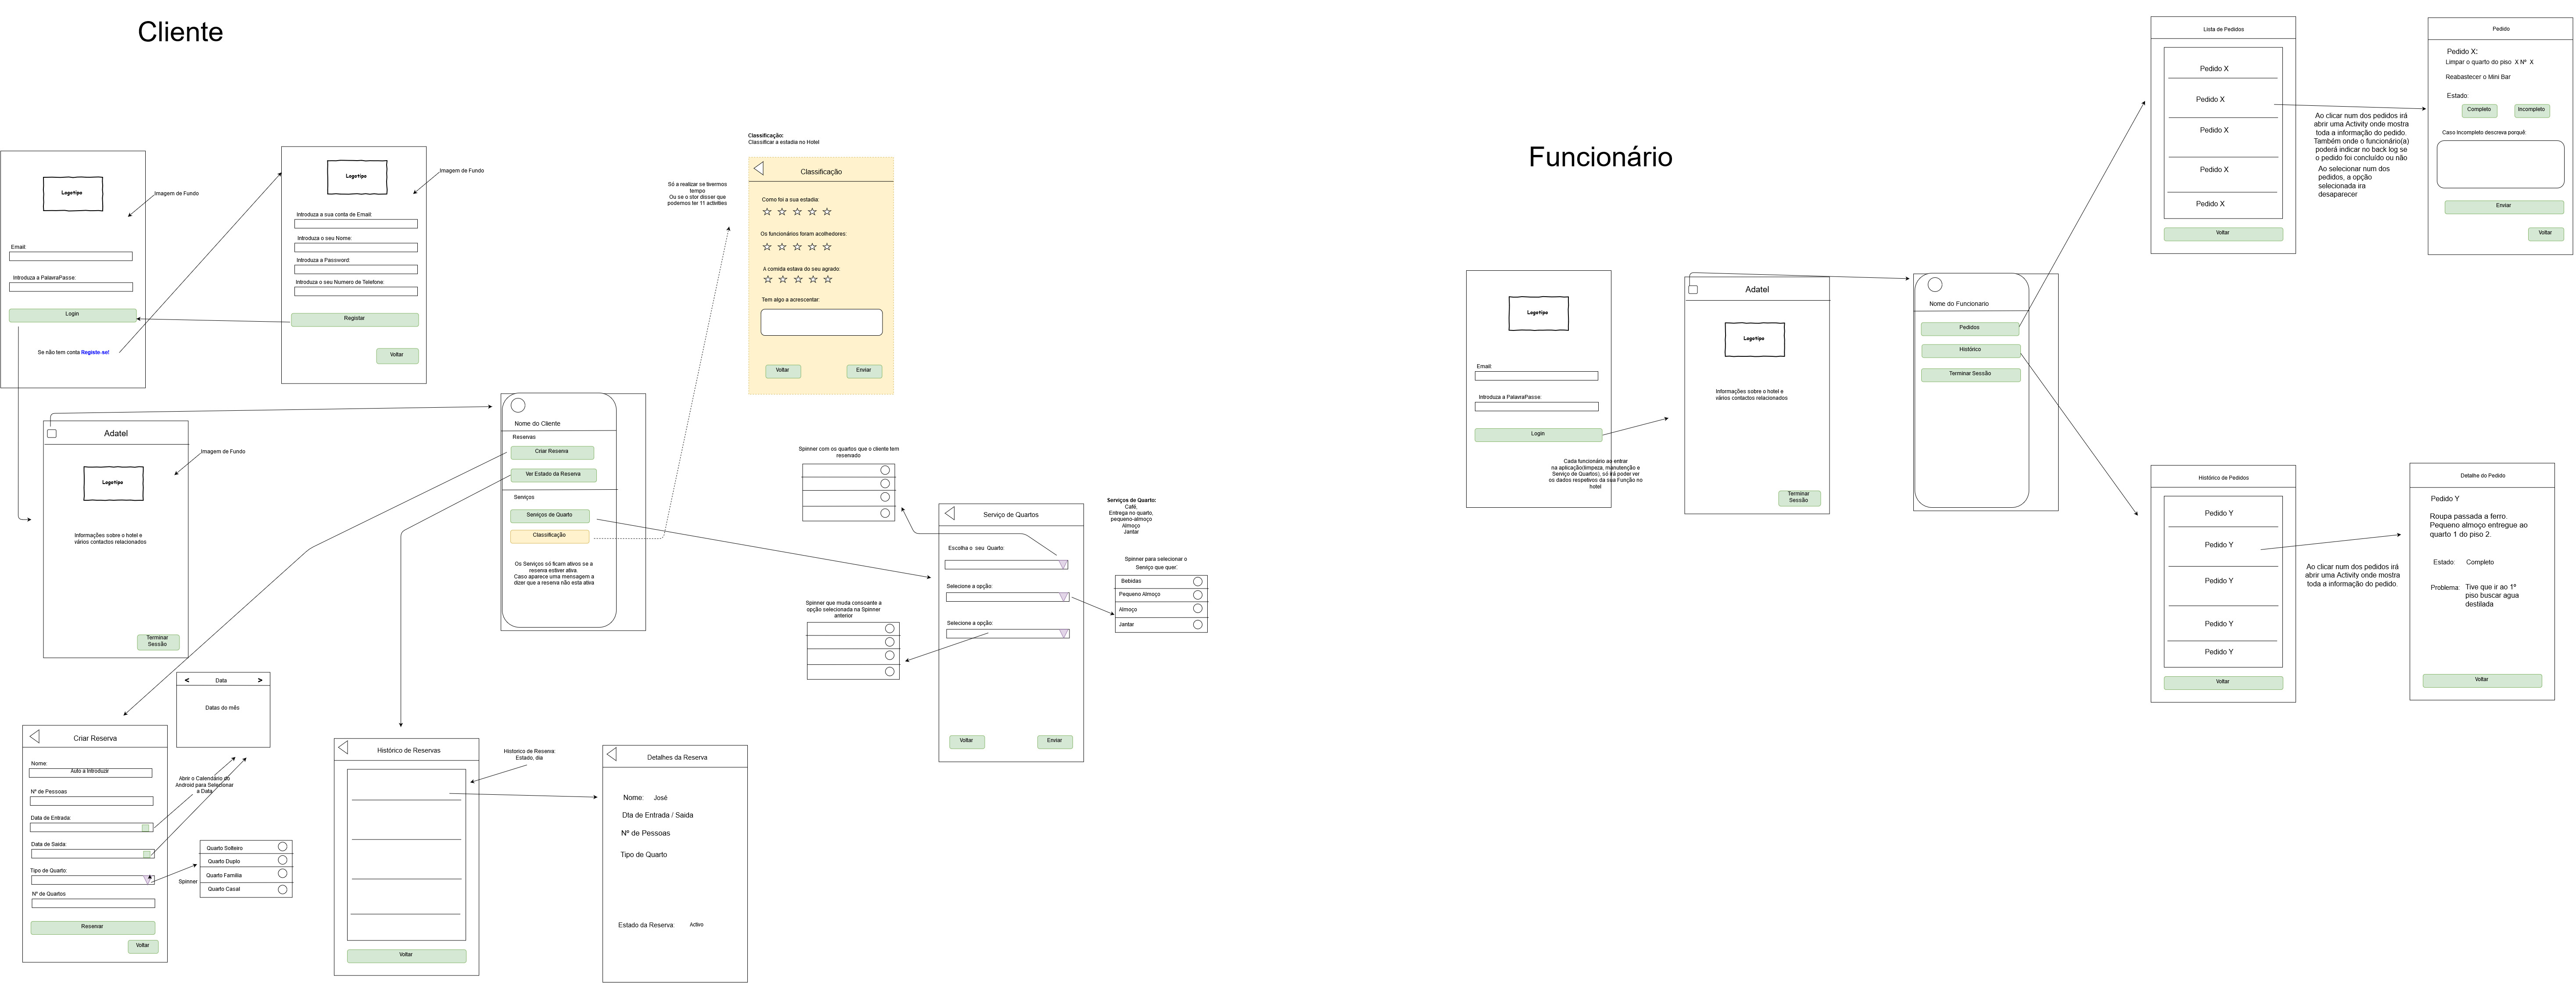 Cliente
Logotipo
Imagem de Fundo
Email:
Introduza a PalavraPasse:
Login
Se não tem conta Registe-se!
Logotipo
Imagem de Fundo
Introduza a sua conta de Email:
Introduza o seu Nome:
Introduza a Password:
Introduza o seu Numero de Telefone:
Registar
Voltar
Adatel
Logotipo
Imagem de Fundo
Informações sobre o hotel e
vários contactos relacionados
Terminar
Sessão
Nome do Cliente
Reservas
Criar Reserva
Ver Estado da Reserva
Serviços
Serviços de Quarto
Classificação
Os Serviços só ficam ativos se a
reserva estiver ativa.
Caso aparece uma mensagem a
dizer que a reserva não está ativa
Só a realizar se tivermos
tempo
Ou se o stor disser que
podemos ter 11 activities
Classificação:
Classificar a estadia no Hotel
Classificação
Como foi a sua estadia:
Os funcionários foram acolhedores:
A comida estava do seu agrado:
Tem algo a acrescentar:
Voltar
Enviar
Spinner com os quartos que o cliente tem
reservado
Spinner que muda consoante a
opção selecionada na Spinner
anterior
Serviço de Quartos
Escolha o seu Quarto:
Selecione a opção:
Selecione a opção:
Voltar
Enviar
Serviços de Quarto:
Café,
Entrega no quarto,
pequeno-almoço
Almoço
Jantar
Spinner para selecionar o
Serviço que quer:
Bebidas
Pequeno Almoço
Almoço
Jantar
Criar Reserva
Nome:
Auto a Introduzir
Nº de Pessoas
Data de Entrada:
Data de Saida:
Tipo de Quarto:
Nº de Quartos
Reservar
Voltar
< Data >
Datas do mês
Abrir o Calendário do
Android para Selecionar
a Data
Spinner
Quarto Solteiro
Quarto Duplo
Quarto Familia
Quarto Casal
Histórico de Reservas
Voltar
Historico de Reserva:
Estado, dia
Detalhes da Reserva
Nome: José
Dta de Entrada / Saida
Nº de Pessoas
Tipo de Quarto
Estado da Reserva: Activo
Funcionário
Logotipo
Email:
Introduza a PalavraPasse:
Login
Cada funcionário ao entrar
na aplicação(limpeza, manutenção e
Serviço de Quartos), só irá poder ver
os dados respetivos da sua Função no
hotel
Adatel
Logotipo
Informações sobre o hotel e
vários contactos relacionados
Terminar
Sessão
Nome do Funcionario
Pedidos
Histórico
Terminar Sessão
Lista de Pedidos
Pedido X
Pedido X
Pedido X
Pedido X
Pedido X
Voltar
Ao clicar num dos pedidos irá
abrir uma Activity onde mostra
toda a informação do pedido.
Também onde o funcionário(a)
poderá indicar no back log se
o pedido foi concluído ou não
Ao selecionar num dos
pedidos, a opção
selecionada ira
desaparecer
Pedido
Pedido X:
Limpar o quarto do piso X Nº X
Reabastecer o Mini Bar
Estado:
Completo
Incompleto
Caso Incompleto descreva porquê:
Enviar
Voltar
Histórico de Pedidos
Pedido Y
Pedido Y
Pedido Y
Pedido Y
Pedido Y
Voltar
Ao clicar num dos pedidos irá
abrir uma Activity onde mostra
toda a informação do pedido.
Detalhe do Pedido
Pedido Y
Roupa passada a ferro.
Pequeno almoço entregue ao
quarto 1 do piso 2.
Estado: Completo
Problema: Tive que ir ao 1º
piso buscar agua
destilada
Voltar